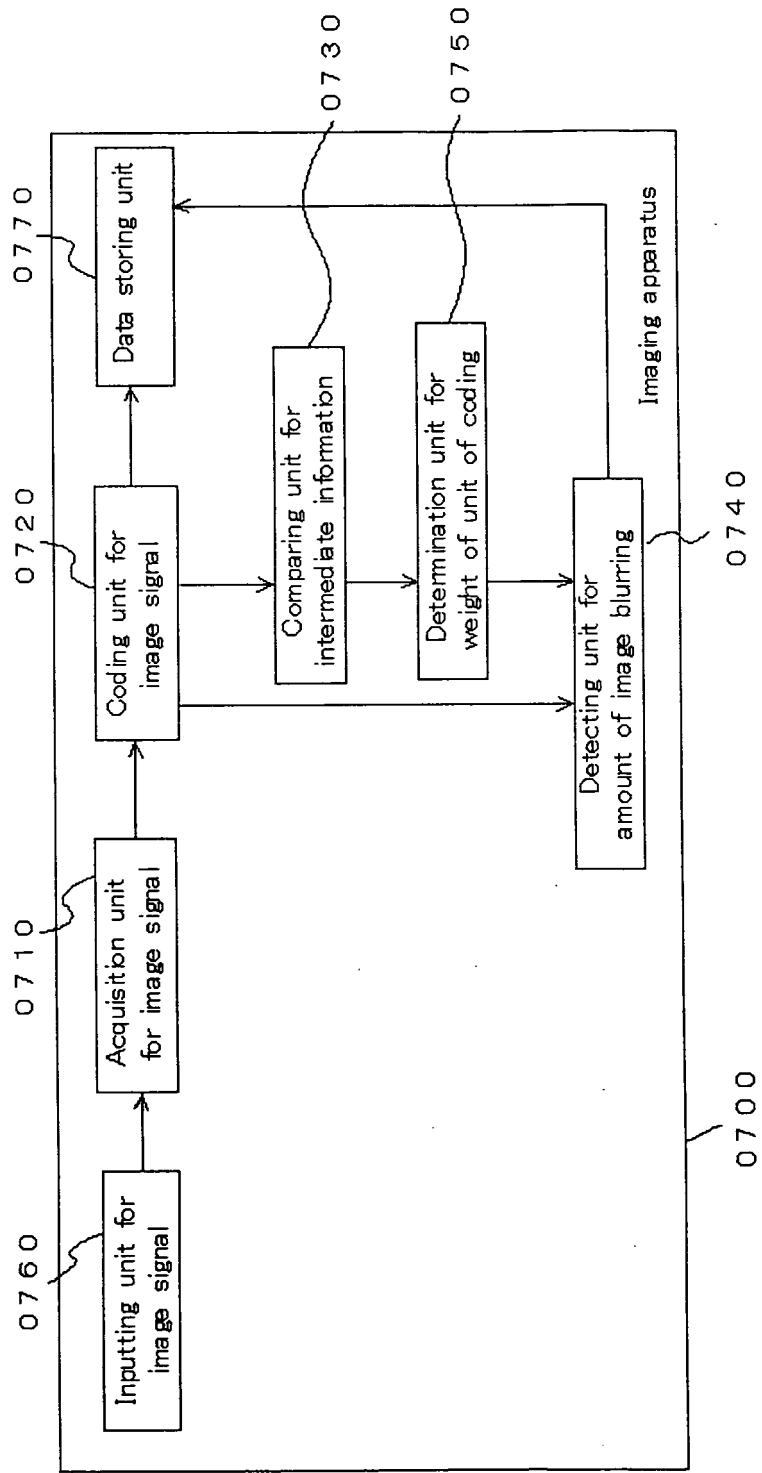 0760
Inputting unit for
image signal
0710
Acquisition unit
for image signal
0720
Coding unit for
image signal
0770
Data storing unit
0730
Comparing unit for
intermediate information
0750
Determination unit for
weight of unit of coding
Detecting unit for
amount of image blurring
0740
Imaging apparatus
0700